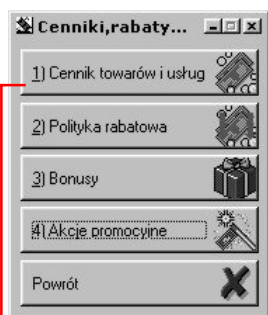 Cenniki,rabaty...
1) Cennik towarów i usług
2) Polityka rabatowa
3) Bonusy
4) Akcje promocyjne
Powrót